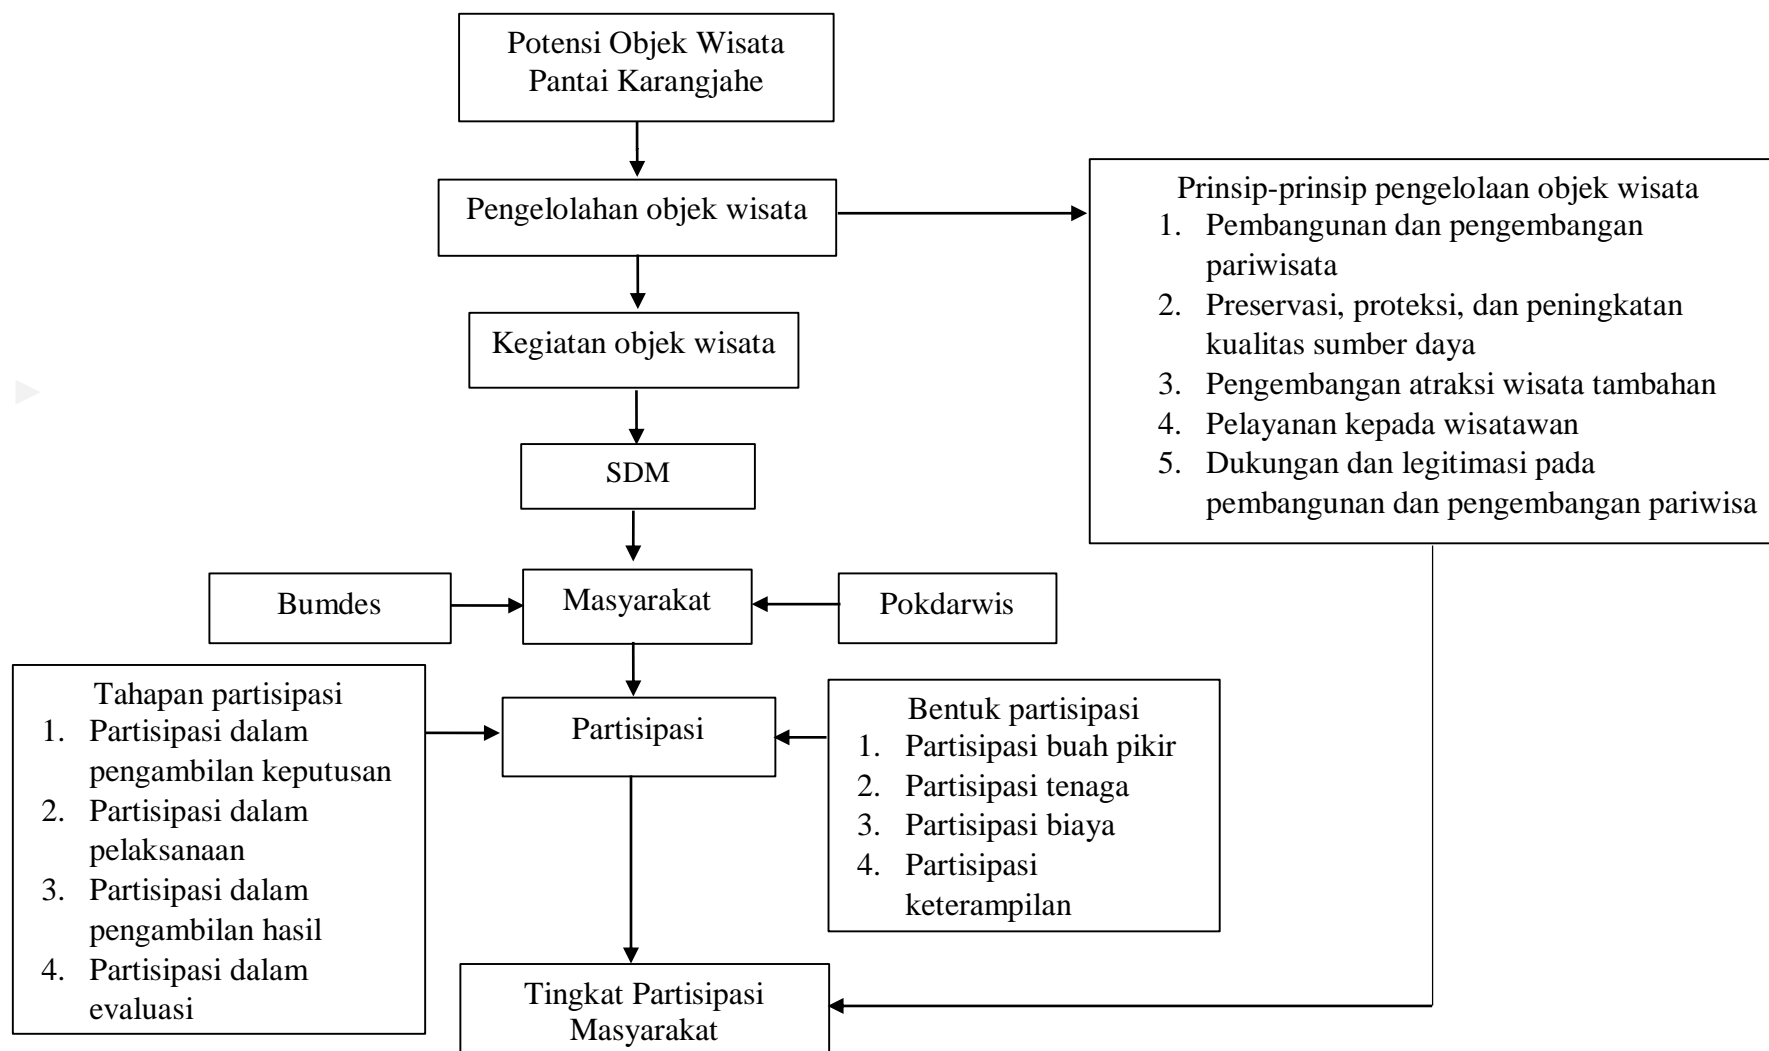 Potensi Objek Wisata
Pantai Karangjahe
Pengelolahan objek wisata
Prinsip-prinsip pengelolaan objek wisata
1. Pembangunan dan pengembangan
pariwisata
2. Preservasi, proteksi, dan peningkatan
kualitas sumber daya
3. Pengembangan atraksi wisata tambahan
4. Pelayanan kepada wisatawan
5. Dukungan dan legitimasi pada
pembangunan dan pengembangan pariwisa
Kegiatan objek wisata
SDM
Bumdes
Masyarakat
Pokdarwis
Tahapan partisipasi
1. Partisipasi dalam
pengambilan keputusan
2. Partisipasi dalam
pelaksanaan
3. Partisipasi dalam
pengambilan hasil
4. Partisipasi dalam
evaluasi
Partisipasi
Bentuk partisipasi
1. Partisipasi buah pikir
2. Partisipasi tenaga
3. Partisipasi biaya
4. Partisipasi
keterampilan
Tingkat Partisipasi
Masyarakat